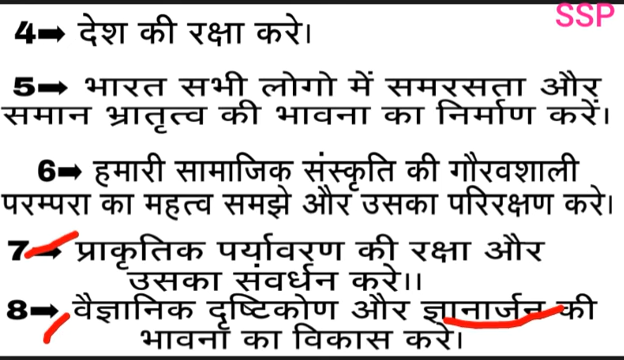 SSP
4➡ देश की रक्षा करे।
5➡ भारत सभी लोगो में समरसता और
समान भ्रातृत्व की भावना का निर्माण करें।
6➡ हमारी सामाजिक संस्कृति की गौरवशाली
परम्परा का महत्व समझे और उसका परिरक्षण करे।
7➡ प्राकृतिक पर्यावरण की रक्षा और
उसका संवर्धन करे।।
8➡ वैज्ञानिक दृष्टिकोण और ज्ञानार्जन की
भावना का विकास करे।